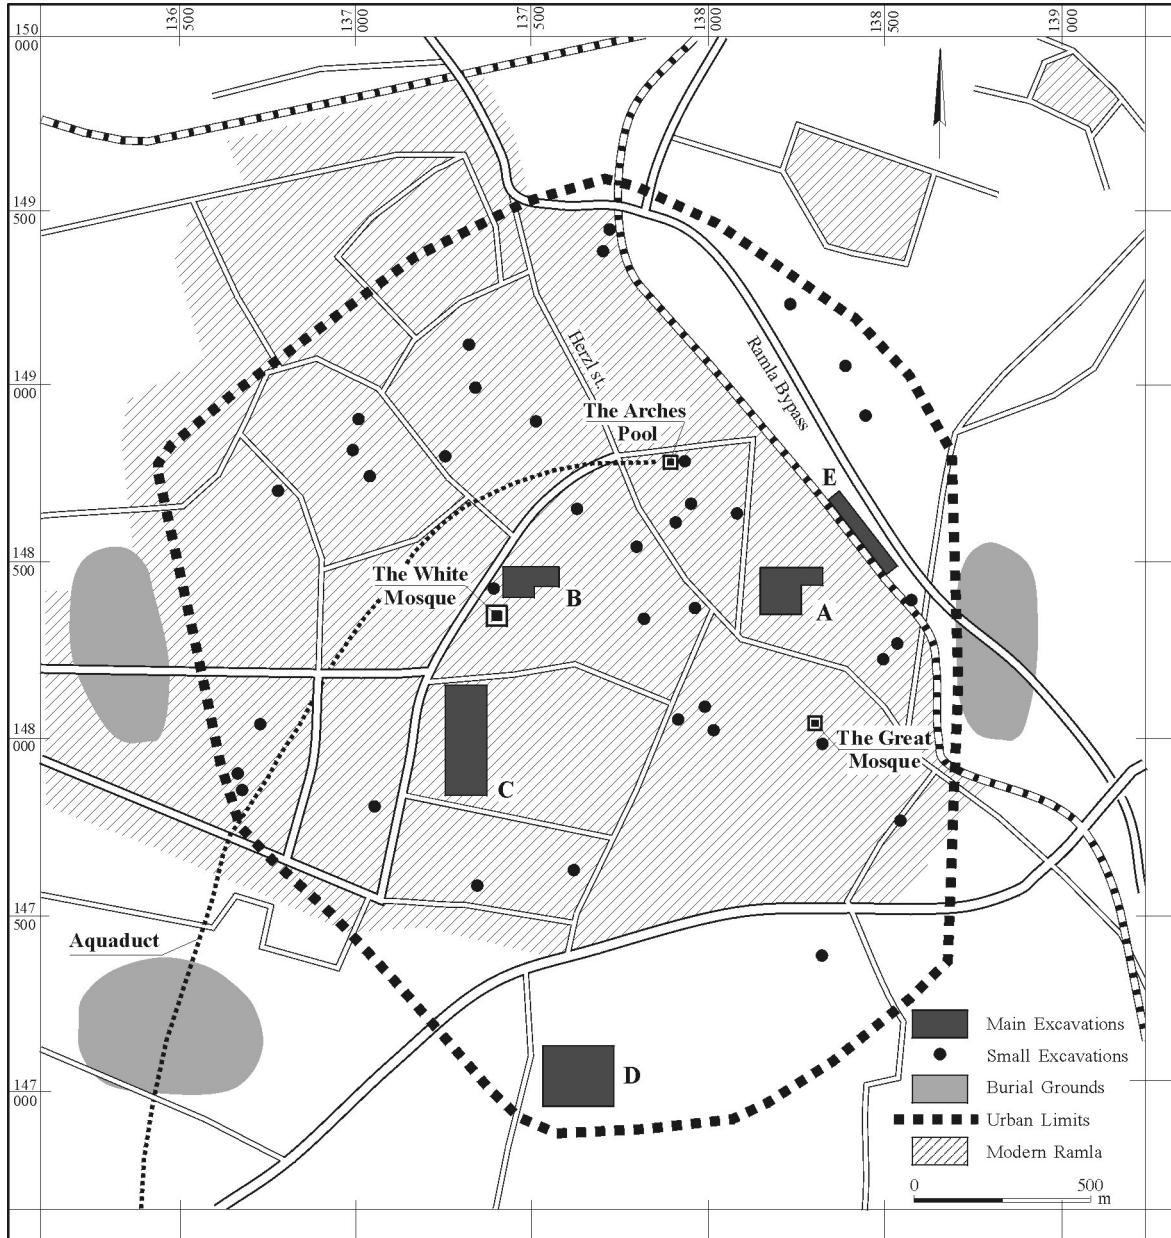 136 500
137 000
137 500
138 000
138 500
139 000
150 000
149 500
149 000
148 500
148 000
147 500
147 000
Herzl st.
Ramla Bypass
The Arches
Pool
E
The White
Mosque
B
A
The Great
Mosque
C
Aquaduct
D
Main Excavations
Small Excavations
Burial Grounds
Urban Limits
Modern Ramla
0 500
m